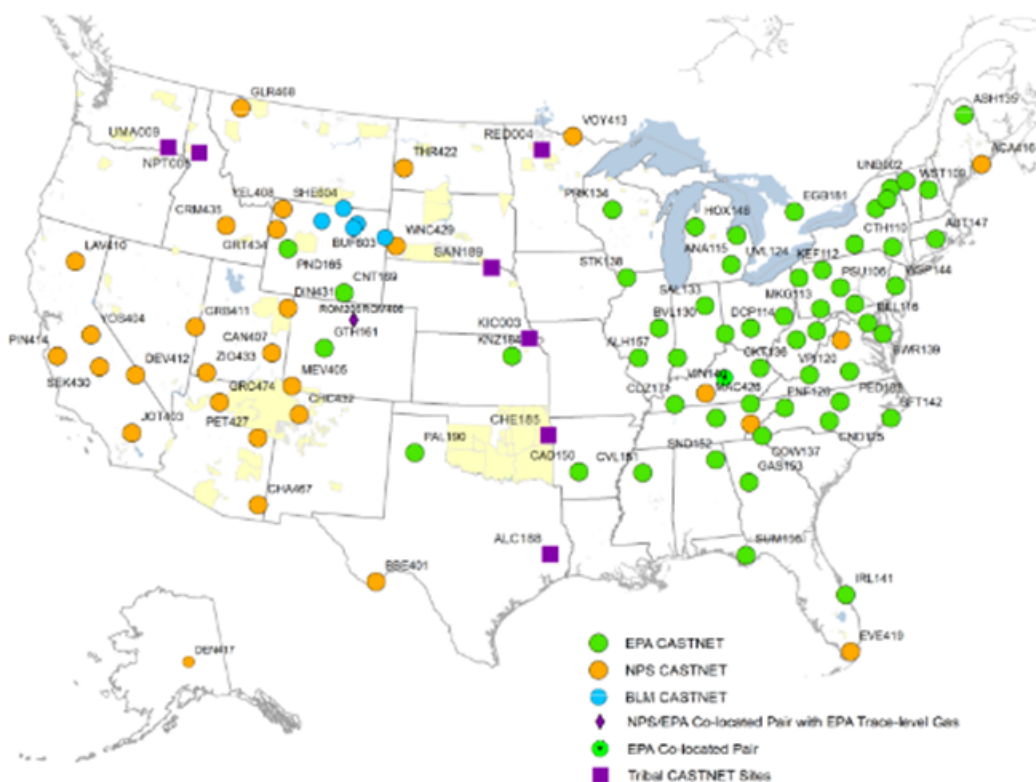 GLR468
VOY413
ASH135
UMA009
RED004
ACA416
NPT006
THR422
UND002
WST109
PRK134
EGB181
YEL408
SHE604
HOX148
CRM435
ABT147
WNC429
CTH110
GRT434
BUF603
ANA115
UVL124
LAV410
SAN189
KEF112
PND165
STK138
PSU106
WSP144
CNT169
DIN431
SAL133
MKG113
GRB411
BVL130
DCP114
BEL116
YOS404
CAN407
KIC003
PIN414
GTH161
KNZ184
ALH157
CKT136
BWR139
DEV412
ZIO433
VPI120
SEK430
MEV405
CDZ171
MAC426
GRC474
PED108
CHC432
BFT142
JOT403
PET427
CHE185
PAL190
SND152
CND125
CAD150
CVL151
COW137
GAS153
CHA467
ALC188
SUM156
BBE401
IRL141
EVE419
DEN417
EPA CASTNET
NPS CASTNET
BLM CASTNET
NPS/EPA Co-located Pair with EPA Trace-level Gas
EPA Co-located Pair
Tribal CASTNET Sites